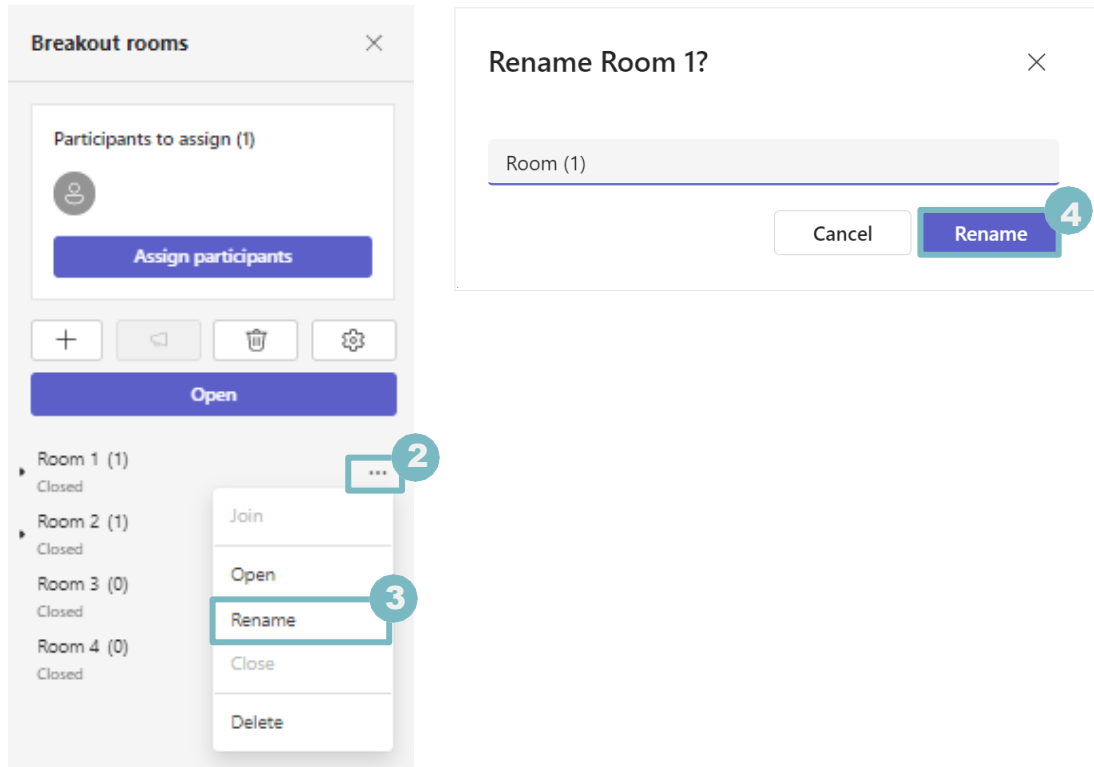 Breakout rooms
Participants to assign (1)
Assign participants
Open
Room 1 (1)
Closed
2
Room 2 (1)
Closed
Room 3 (0)
Closed
Room 4 (0)
Closed
Join
Open
Rename
3
Close
Delete
Rename Room 1?
Room (1)
Cancel
Rename
4